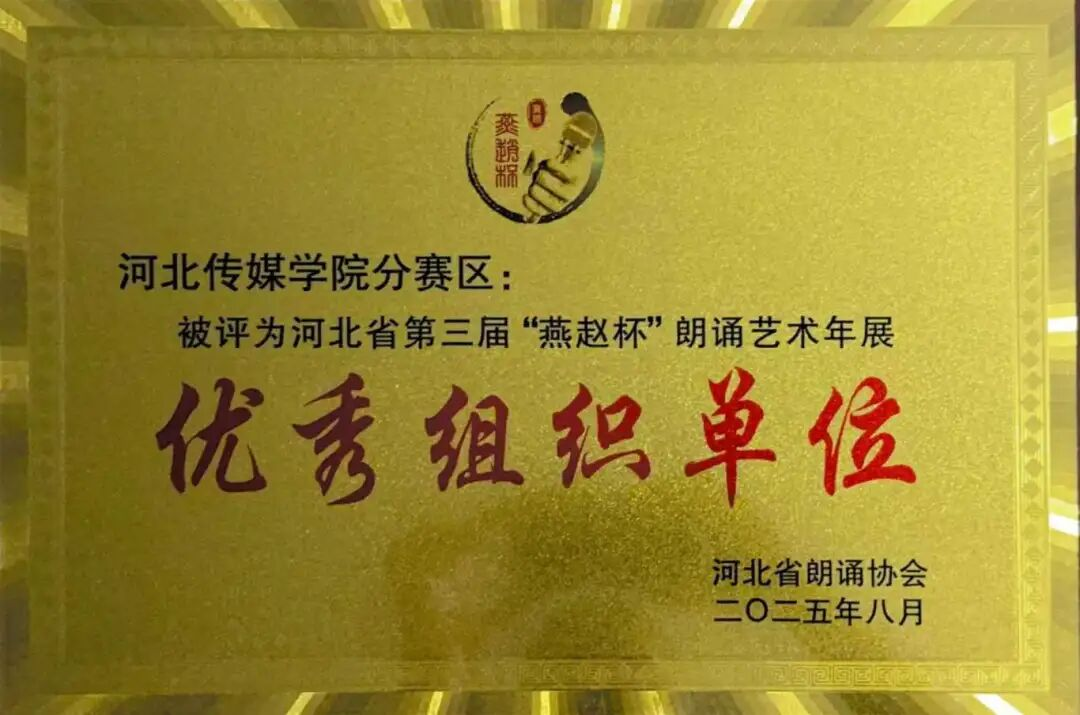 燕赵杯
河北传媒学院分赛区：
被评为河北省第三届“燕赵�”朗诵艺术年展
优秀组织单位
河北省朗诵协会
二〇二五年八月